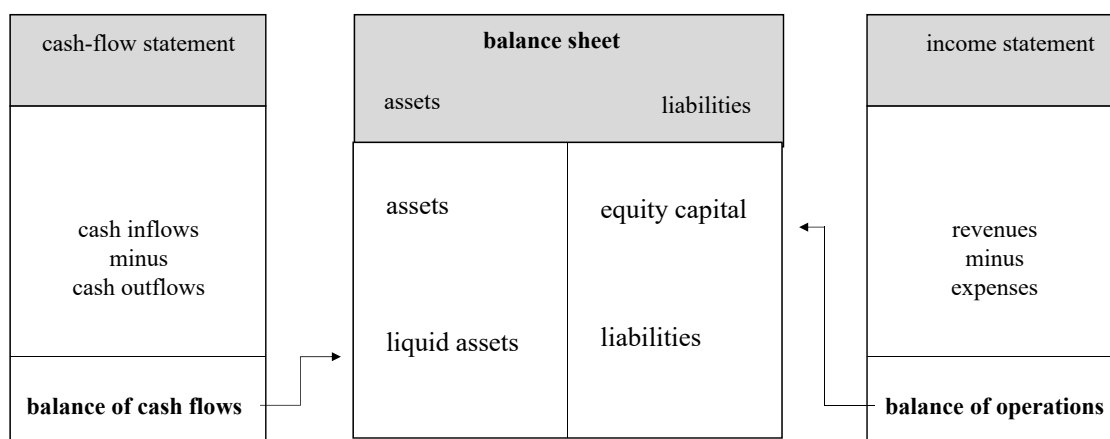 cash-flow statement
cash inflows
minus
cash outflows
balance of cash flows
balance sheet
assets
liabilities
assets
equity capital
liquid assets
liabilities
income statement
revenues
minus
expenses
balance of operations